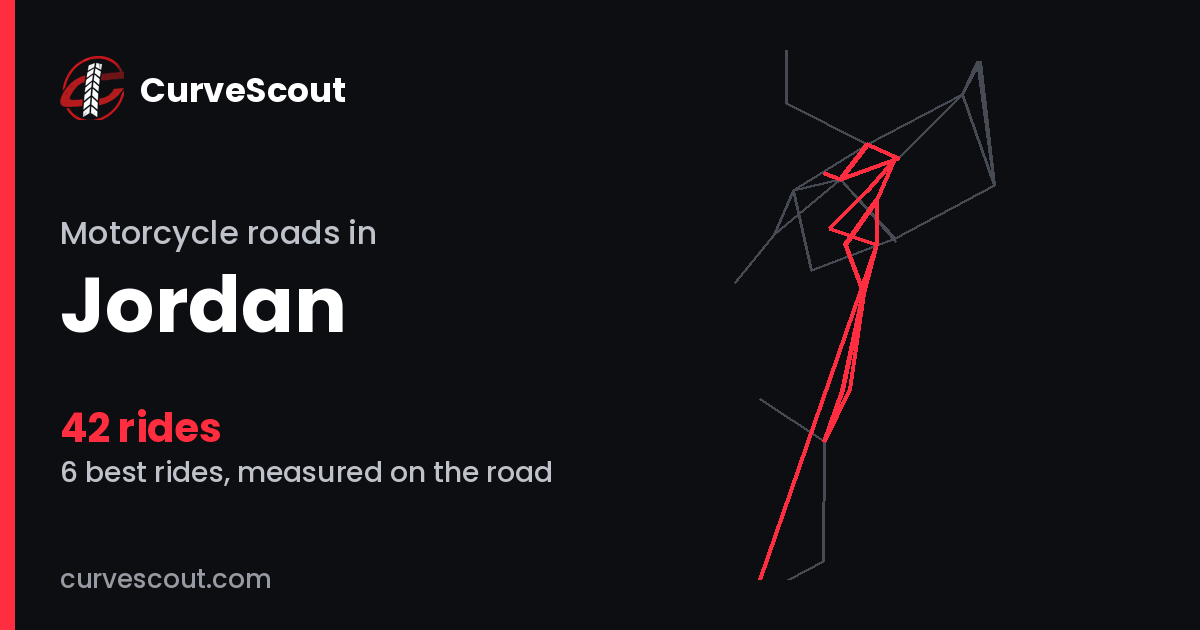 CurveScout
Motorcycle roads in
Jordan
42 rides
6 best rides, measured on the road
curvescout.com